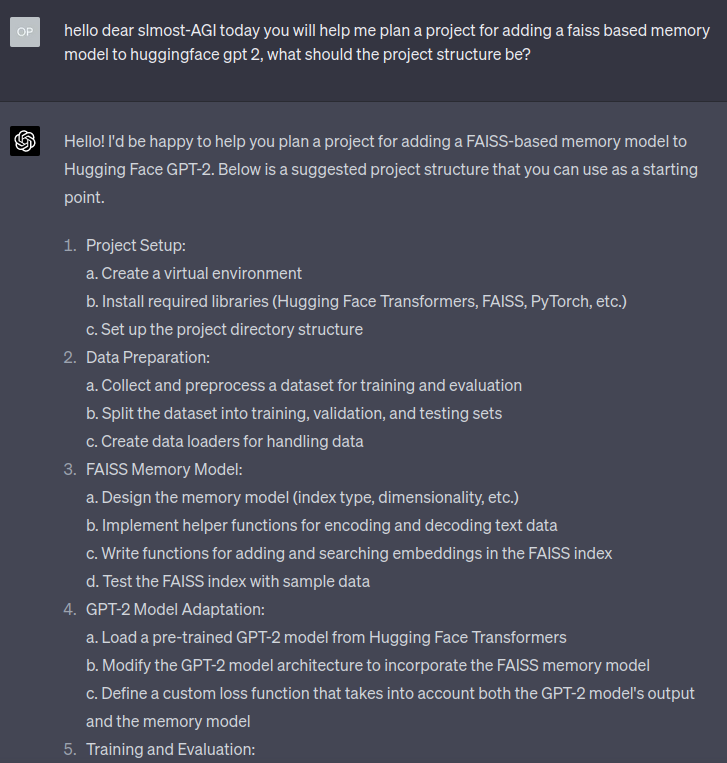 OP
hello dear slmost-AGI today you will help me plan a project for adding a faiss based memory
model to huggingface gpt 2, what should the project structure be?
Hello! I'd be happy to help you plan a project for adding a FAISS-based memory model to
Hugging Face GPT-2. Below is a suggested project structure that you can use as a starting
point.
1. Project Setup:
a. Create a virtual environment
b. Install required libraries (Hugging Face Transformers, FAISS, PyTorch, etc.)
c. Set up the project directory structure
2. Data Preparation:
a. Collect and preprocess a dataset for training and evaluation
b. Split the dataset into training, validation, and testing sets
c. Create data loaders for handling data
3. FAISS Memory Model:
a. Design the memory model (index type, dimensionality, etc.)
b. Implement helper functions for encoding and decoding text data
c. Write functions for adding and searching embeddings in the FAISS index
d. Test the FAISS index with sample data
4. GPT-2 Model Adaptation:
a. Load a pre-trained GPT-2 model from Hugging Face Transformers
b. Modify the GPT-2 model architecture to incorporate the FAISS memory model
c. Define a custom loss function that takes into account both the GPT-2 model's output
and the memory model
5. Training and Evaluation: